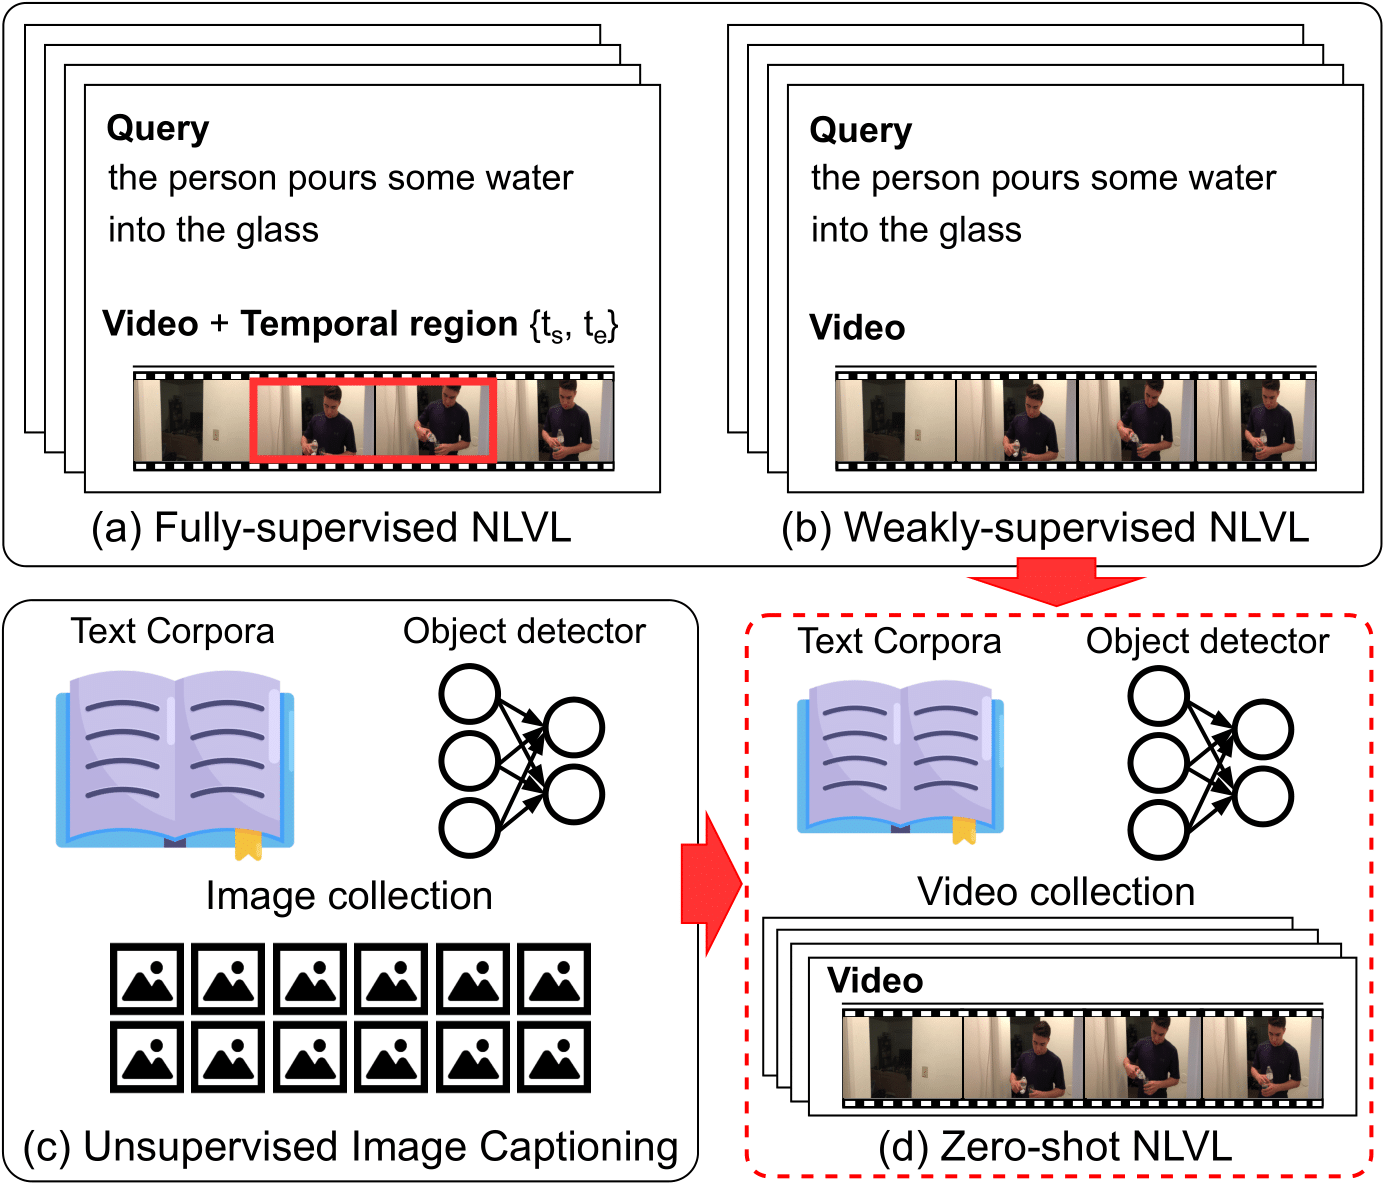 Query
the person pours some water
into the glass
Video + Temporal region {ts, te}
(a) Fully-supervised NLVL
Query
the person pours some water
into the glass
Video
(b) Weakly-supervised NLVL
Text Corpora
Object detector
Image collection
(c) Unsupervised Image Captioning
Text Corpora
Object detector
Video collection
Video
(d) Zero-shot NLVL